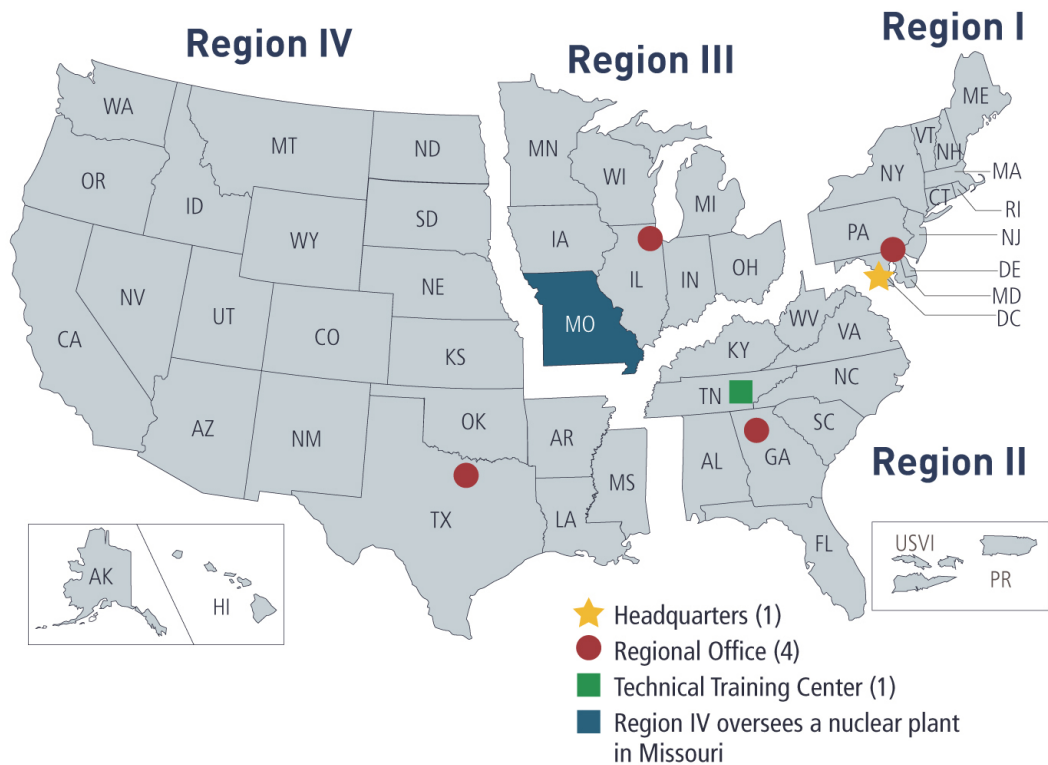 Region IV
Region III
Region I
WA
MT
ND
MN
ME
VT
NH
OR
ID
SD
WI
MI
NY
MA
CT
RI
WY
IA
PA
NJ
NV
NE
IL
IN
OH
DE
MD
DC
CA
UT
CO
KS
MO
WV
VA
KY
NC
TN
AZ
NM
OK
AR
SC
GA
AL
MS
Region II
TX
LA
FL
USVI
PR
AK
HI
Headquarters (1)
Regional Office (4)
Technical Training Center (1)
Region IV oversees a nuclear plant
in Missouri